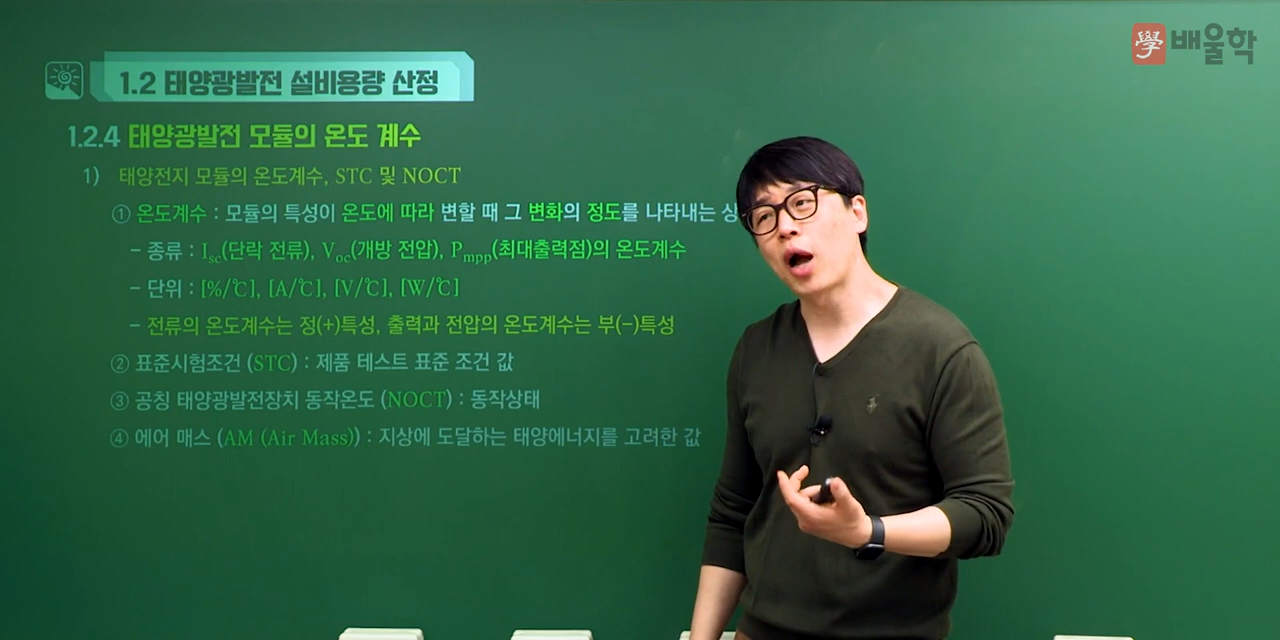 學 배울학
1.2 태양광발전 설비용량 산정
1.2.4 태양광발전 모듈의 온도 계수
1) 태양전지 모듈의 온도계수, STC 및 NOCT
① 온도계수 : 모듈의 특성이 온도에 따라 변할 때 그 변화의 정도를 나타내는
– 종류 : Isc(단락 전류), Voc(개방 전압), Pmpp(최대출력점)의 온도계수
– 단위 : [%/℃], [A/℃], [V/℃], [W/℃]
– 전류의 온도계수는 정(+)특성, 출력과 전압의 온도계수는 부(–)특성
② 표준시험조건 (STC) : 제품 테스트 표준 조건 값
③ 공칭 태양광발전장치 동작온도 (NOCT) : 동작상태
④ 에어 매스 (AM (Air Mass)) : 지상에 도달하는 태양에너지를 고려한 값